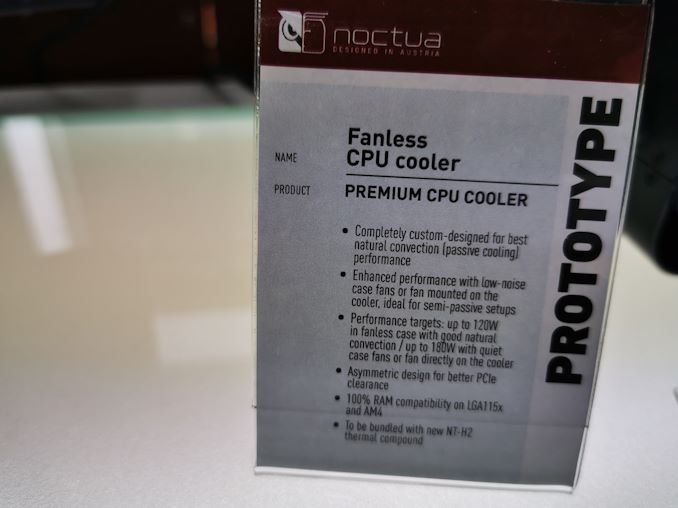 noctua
DESIGNED IN AUSTRIA
NAME
Fanless
CPU cooler
PRODUCT
PREMIUM CPU COOLER
• Completely custom-designed for best
natural convection (passive cooling)
performance
• Enhanced performance with low-noise
case fans or fan mounted on the
cooler, ideal for semi-passive setups
• Performance targets: up to 120W
in fanless case with good natural
convection / up to 180W with quiet
case fans or fan directly on the cooler
• Asymmetric design for better PCIe
clearance
• 100% RAM compatibility on LGA115x
and AM4
• To be bundled with new NT-H2
thermal compound
PROTOTYPE